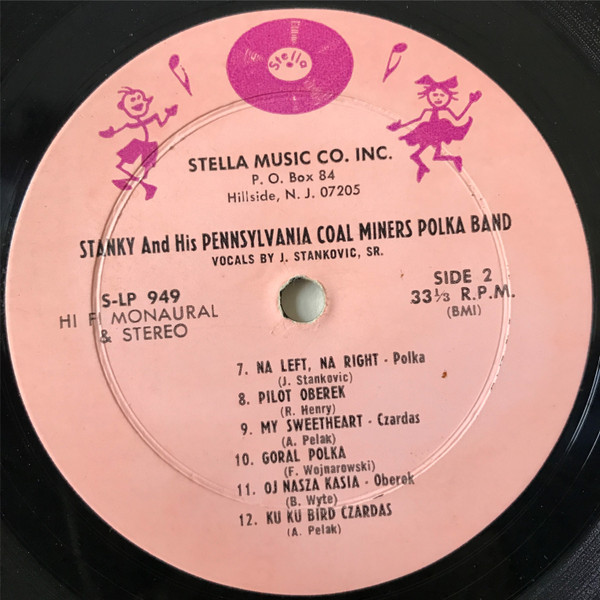 Stella
STELLA MUSIC CO. INC.
P. O. Box 84
Hillside, N. J. 07205
STANKY And His PENNSYLVANIA COAL MINERS POLKA BAND
VOCALS BY J. STANKOVIC, SR.
S-LP 949
HI FI MONAURAL
& STEREO
SIDE 2
33⅓ R.P.M.
(BMI)
7. NA LEFT, NA RIGHT - Polka
(J. Stankovic)
8. PILOT OBEREK
(R. Henry)
9. MY SWEETHEART - Czardas
(A. Pelak)
10. GORAL POLKA
(F. Wojnarowski)
11. OJ NASZA KASIA - Oberek
(B. Wyte)
12. KU KU BIRD CZARDAS
(A. Pelak)